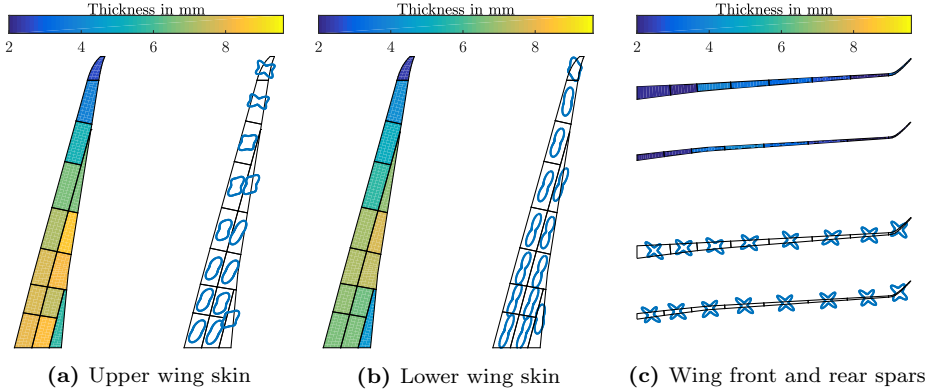 Thickness in mm Thickness in mm Thickness in mm
2 4 6 8 2 4 6 8 2 4 6 8
(a) Upper wing skin (b) Lower wing skin (c) Wing front and rear spars